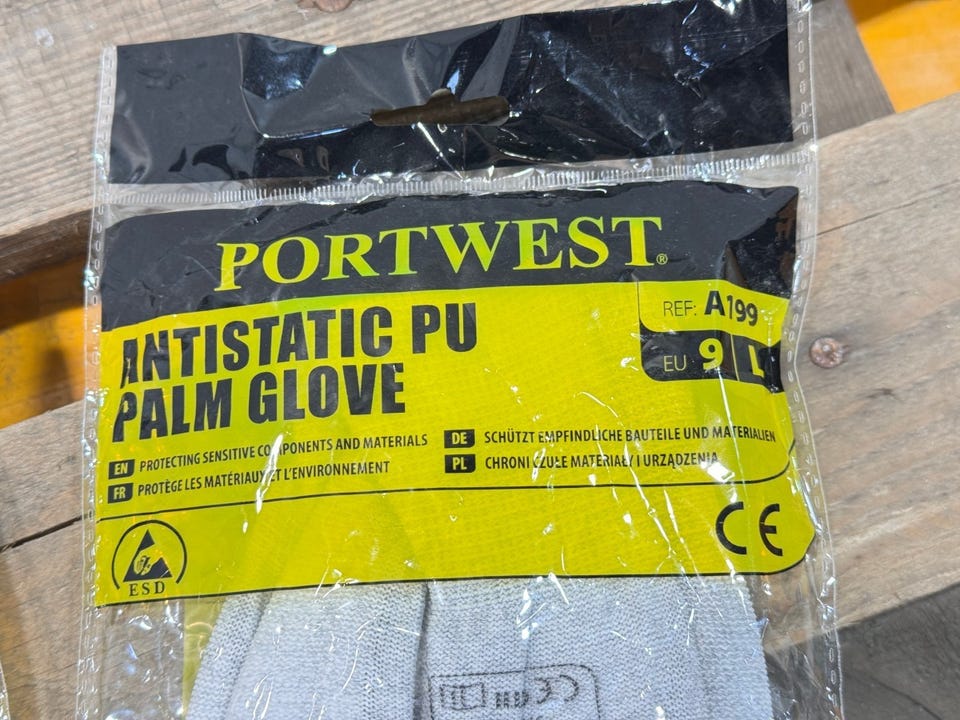 PORTWEST®
ANTISTATIC PU
PALM GLOVE
REF: A199
EU 9 L
EN PROTECTING SENSITIVE COMPONENTS AND MATERIALS
FR PROTÈGE LES MATÉRIAUX ET L'ENVIRONNEMENT
DE SCHÜTZT EMPFINDLICHE BAUTEILE UND MATERIALIEN
PL CHRONI CZUŁE MATERIAŁY I URZĄDZENIA
ESD
CE
CE